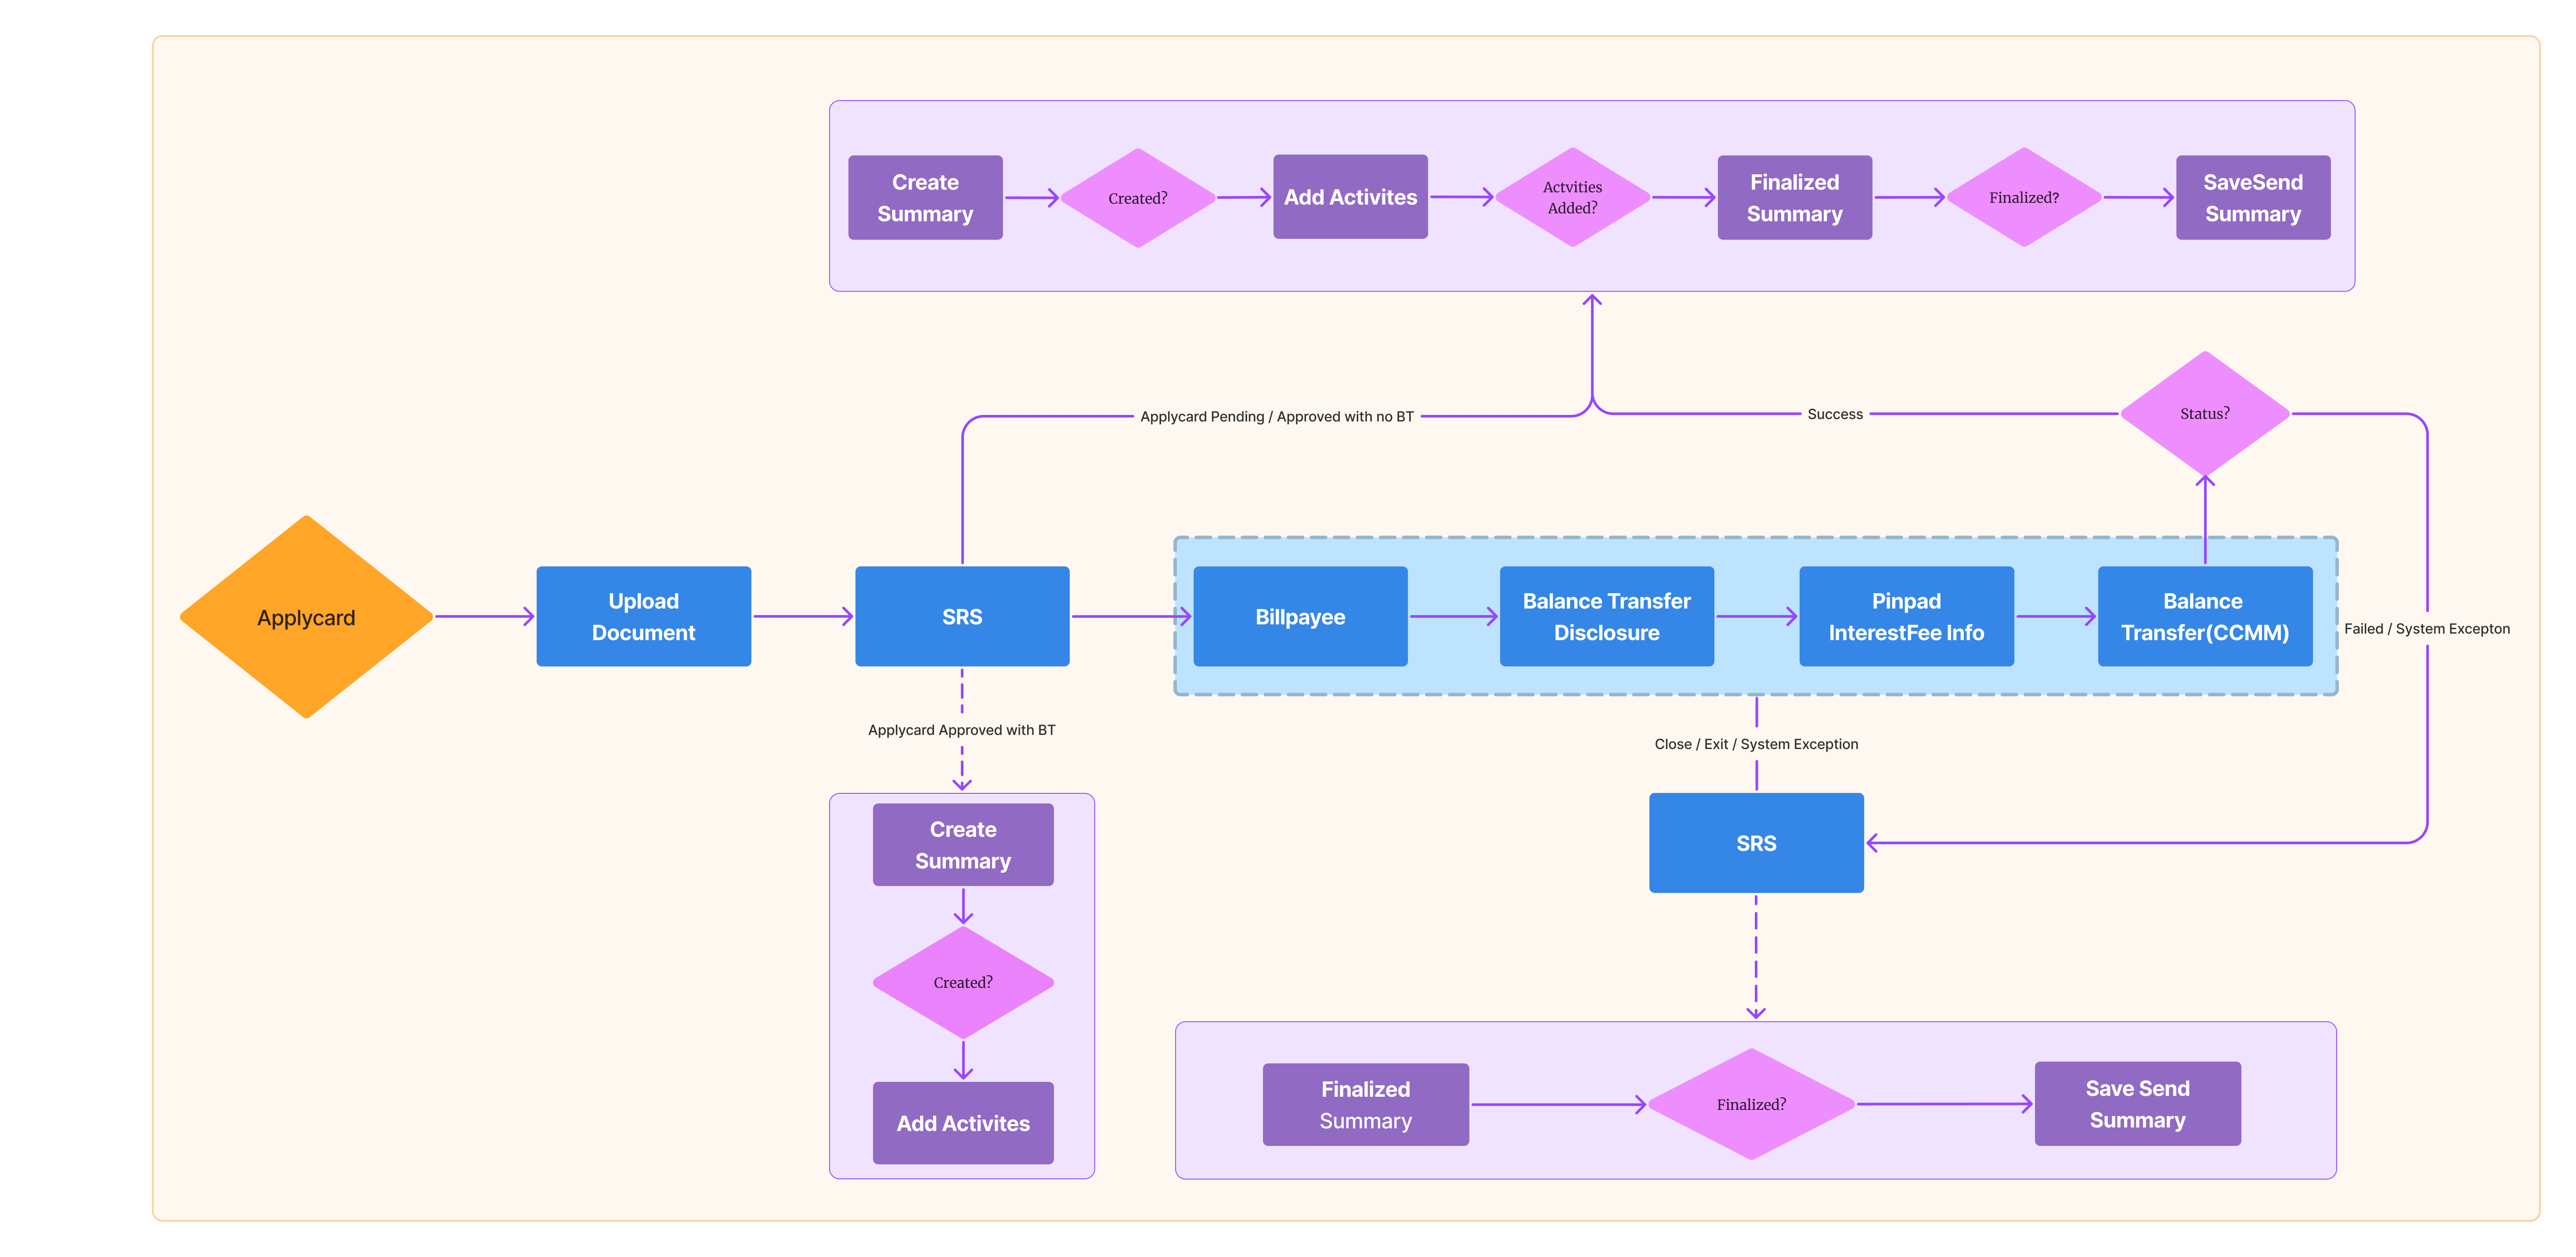 Create
Summary
Created?
Add Activites
Actvities
Added?
Finalized
Summary
Finalized?
SaveSend
Summary
Applycard Pending / Approved with no BT
Success
Status?
Applycard
Upload
Document
SRS
Billpayee
Balance Transfer
Disclosure
Pinpad
InterestFee Info
Balance
Transfer(CCMM)
Failed / System Excepton
Applycard Approved with BT
Close / Exit / System Exception
Create
Summary
Created?
Add Activites
SRS
Finalized
Summary
Finalized?
Save Send
Summary